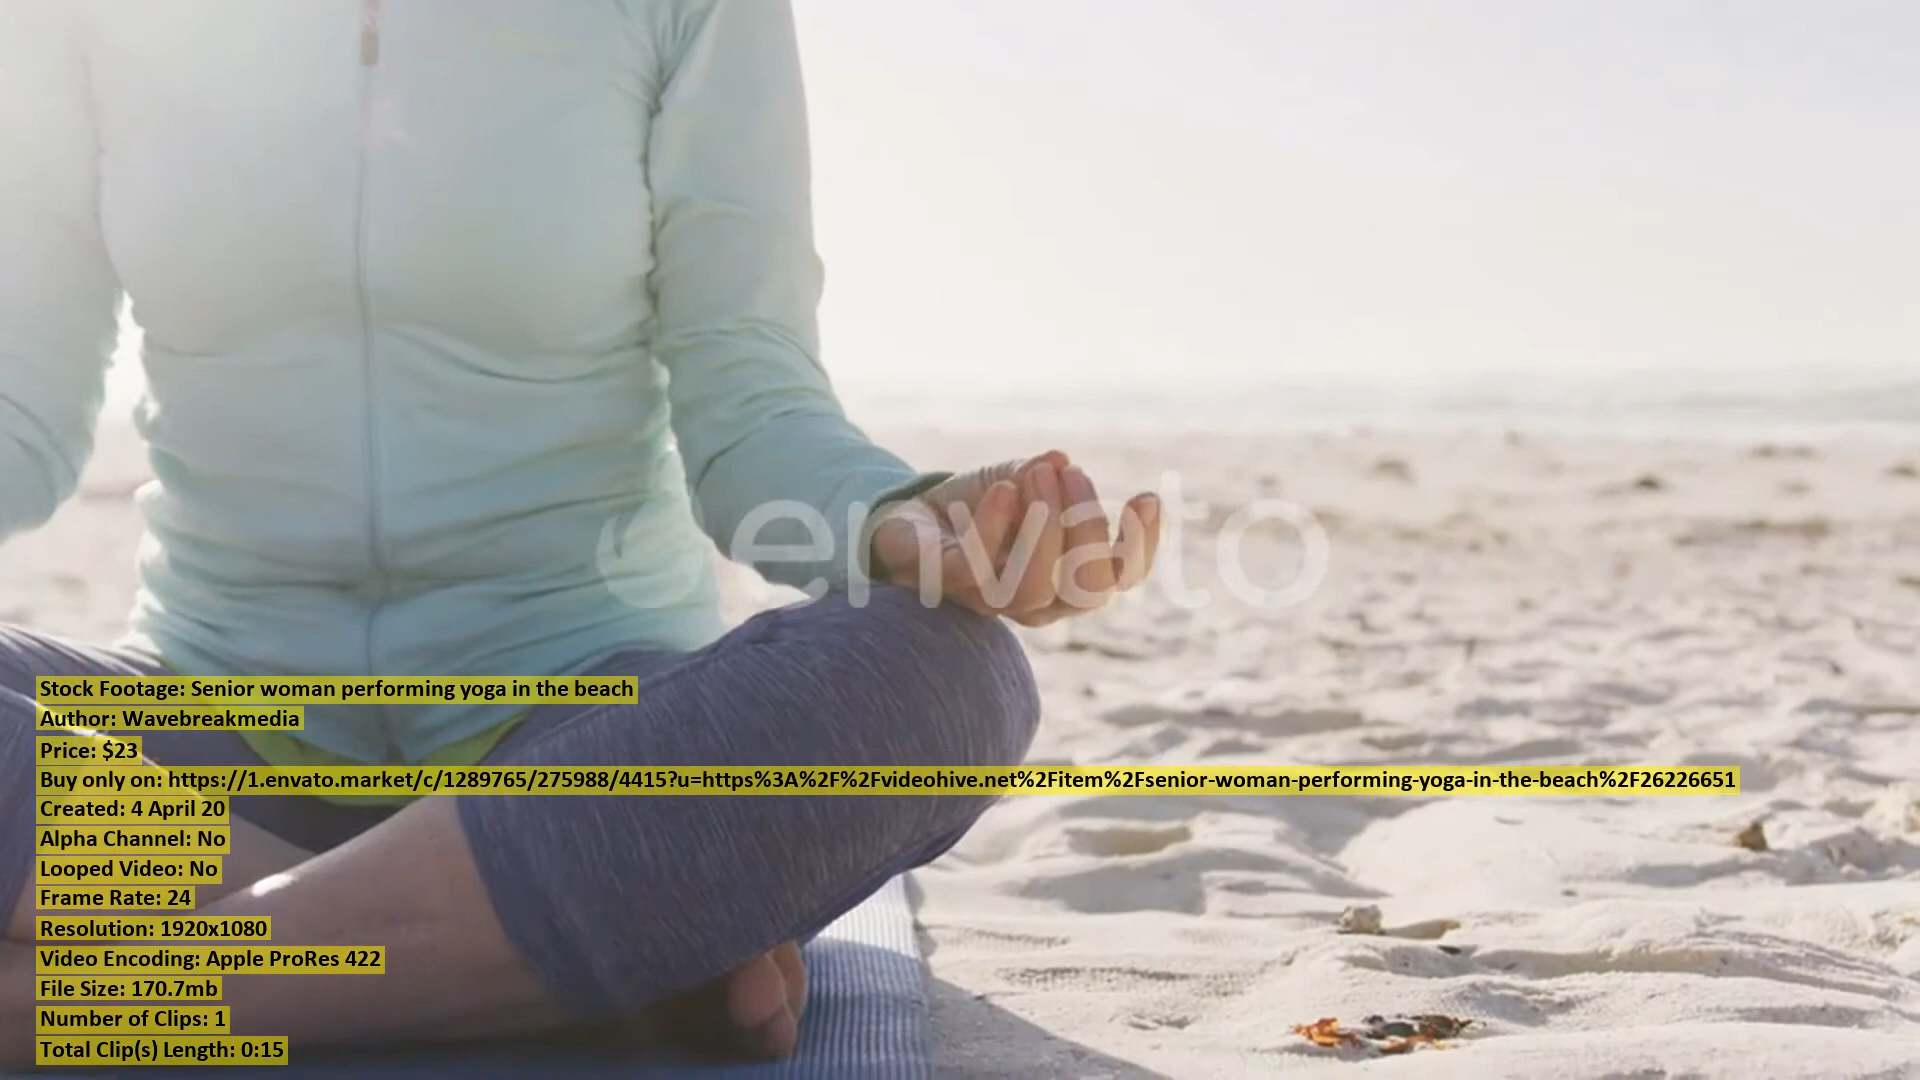 envato
Stock Footage: Senior woman performing yoga in the beach
Author: Wavebreakmedia
Price: $23
Buy only on: https://1.envato.market/c/1289765/275988/4415?u=https%3A%2F%2Fvideohive.net%2Fitem%2Fsenior-woman-performing-yoga-in-the-beach%2F26226651
Created: 4 April 20
Alpha Channel: No
Looped Video: No
Frame Rate: 24
Resolution: 1920x1080
Video Encoding: Apple ProRes 422
File Size: 170.7mb
Number of Clips: 1
Total Clip(s) Length: 0:15